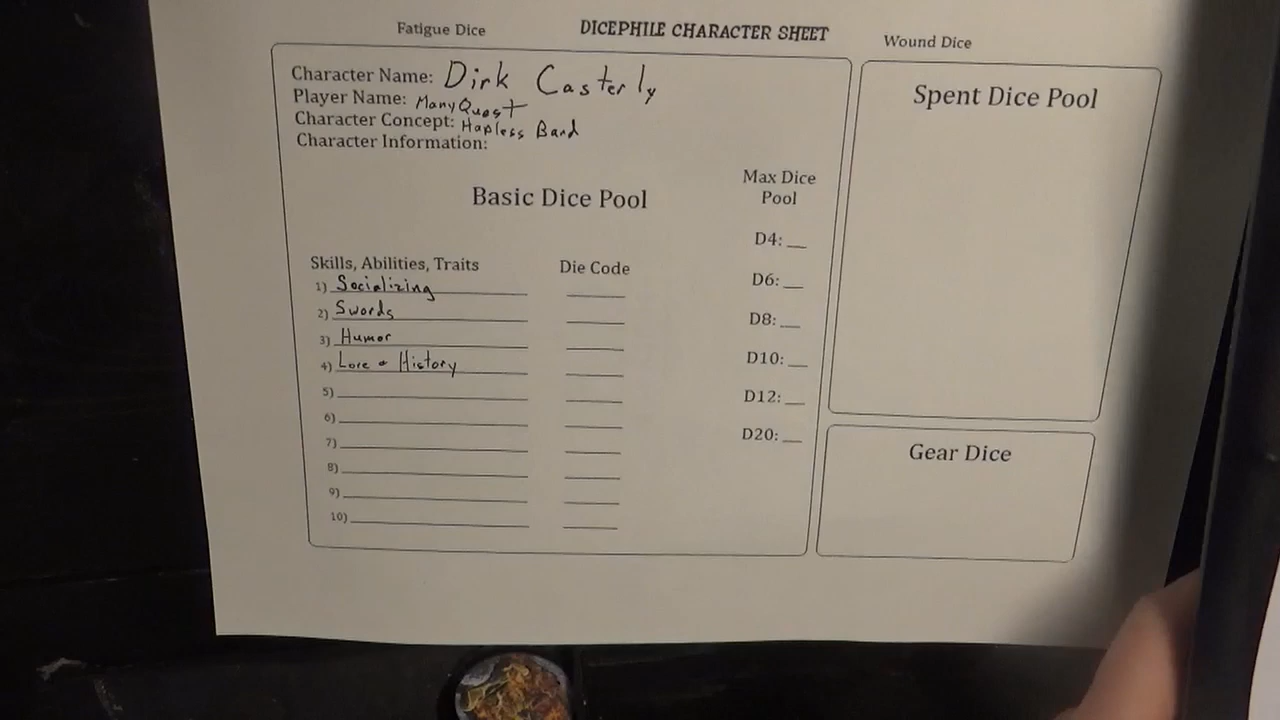 Fatigue Dice
DICEPHILE CHARACTER SHEET
Wound Dice
Character Name: Dirk Casterly
Player Name: ManyQuest
Character Concept: Hapless Bard
Character Information:
Basic Dice Pool
Max Dice
Pool
D4: __
D6: __
D8: __
D10: __
D12: __
D20: __
Skills, Abilities, Traits
Die Code
1) Socializing
2) Swords
3) Humor
4) Lore & History
5)
6)
7)
8)
9)
10)
Spent Dice Pool
Gear Dice